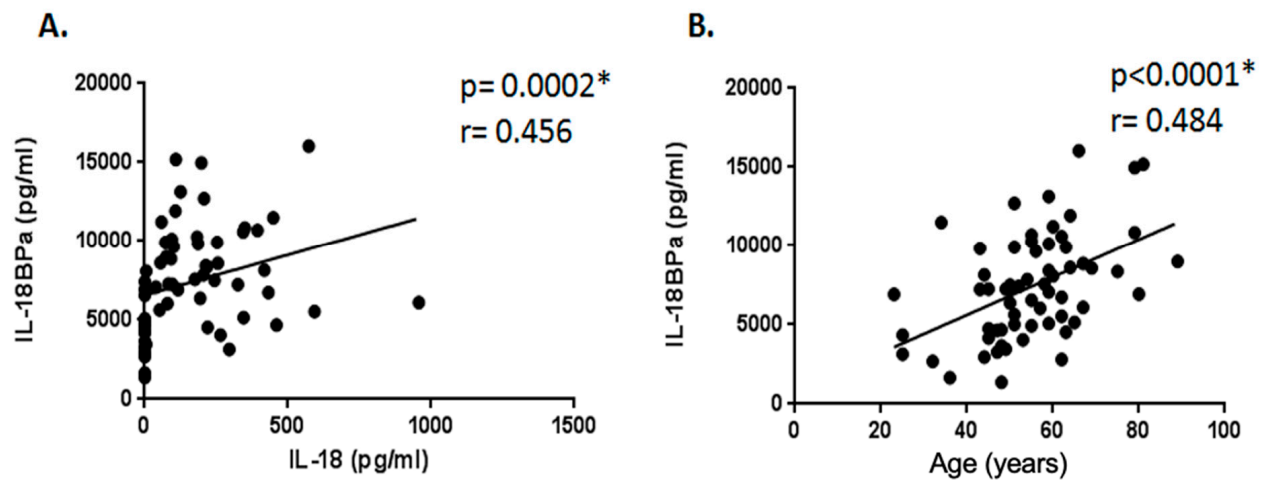 A.
p= 0.0002*
r= 0.456
IL-18BPa (pg/ml)
20000
15000
10000
5000
0
0 500 1000 1500
IL-18 (pg/ml)
B.
p<0.0001*
r= 0.484
IL-18BPa (pg/ml)
20000
15000
10000
5000
0
0 20 40 60 80 100
Age (years)